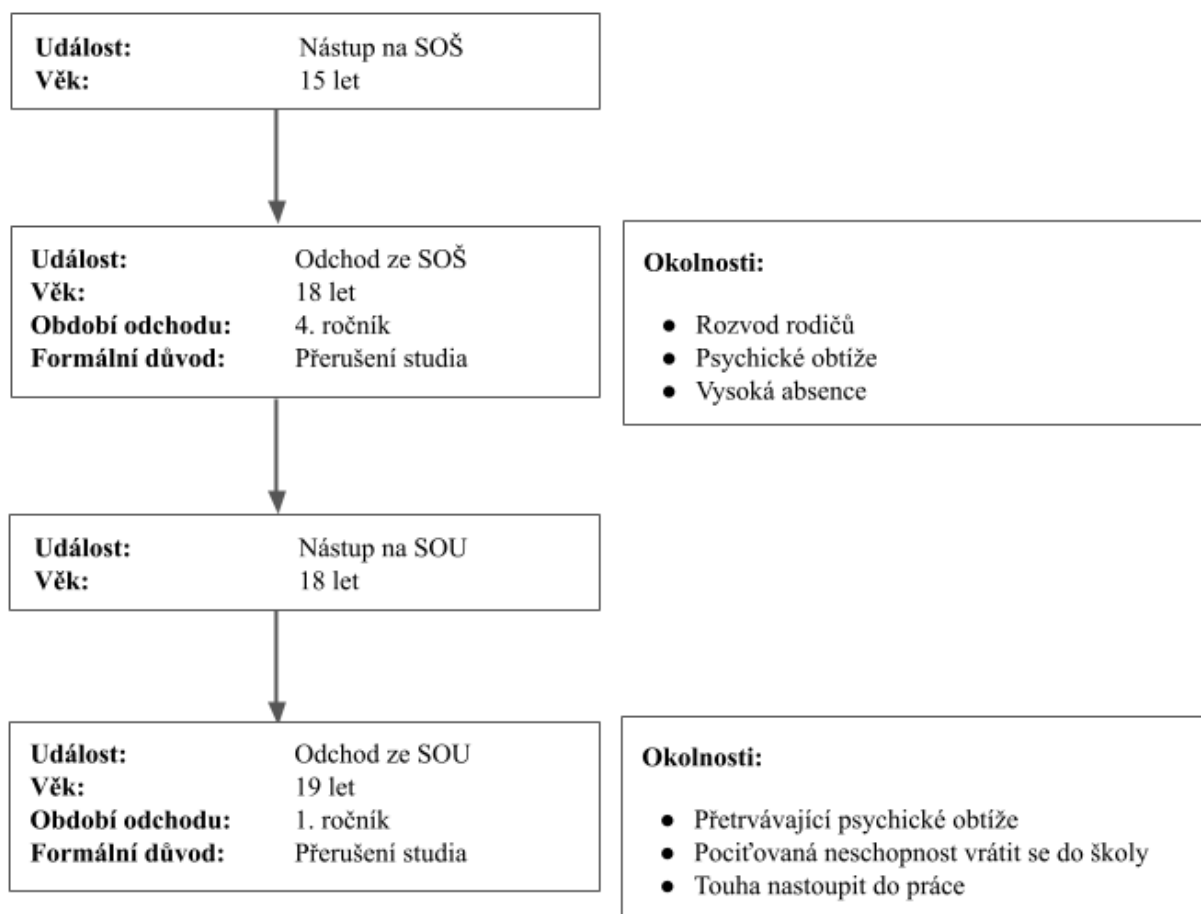 Událost: Nástup na SOŠ
Věk: 15 let
Událost: Odchod ze SOŠ
Věk: 18 let
Období odchodu: 4. ročník
Formální důvod: Přerušení studia
Okolnosti:
● Rozvod rodičů
● Psychické obtíže
● Vysoká absence
Událost: Nástup na SOU
Věk: 18 let
Událost: Odchod ze SOU
Věk: 19 let
Období odchodu: 1. ročník
Formální důvod: Přerušení studia
Okolnosti:
● Přetrvávající psychické obtíže
● Pociťovaná neschopnost vrátit se do školy
● Touha nastoupit do práce